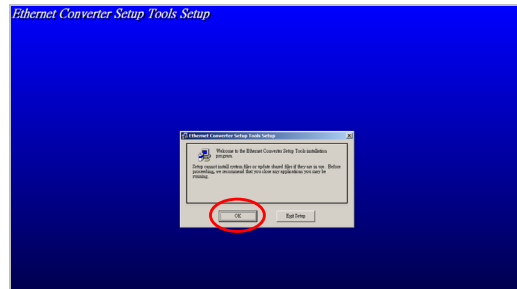 Ethernet Converter Setup Tools Setup
Ethernet Converter Setup Tools Setup
Welcome to the Ethernet Converter Setup Tools installation
program.
Setup cannot install system files or update shared files if they are in use. Before
proceeding, we recommend that you close any applications you may be
running.
OK
Exit Setup